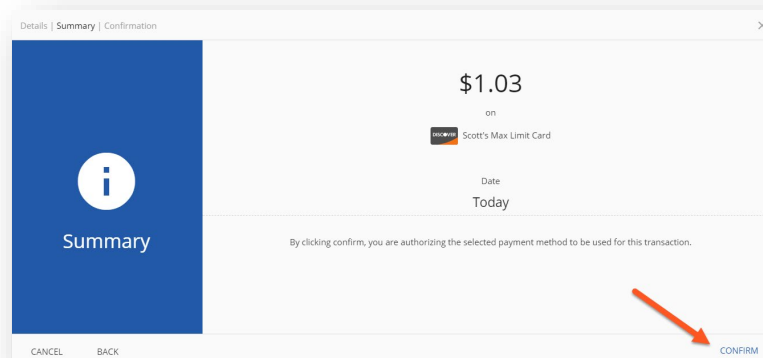 Details | Summary | Confirmation
$1.03
on
DISCOVER Scott's Max Limit Card
Date
Today
Summary
By clicking confirm, you are authorizing the selected payment method to be used for this transaction.
CANCEL BACK CONFIRM